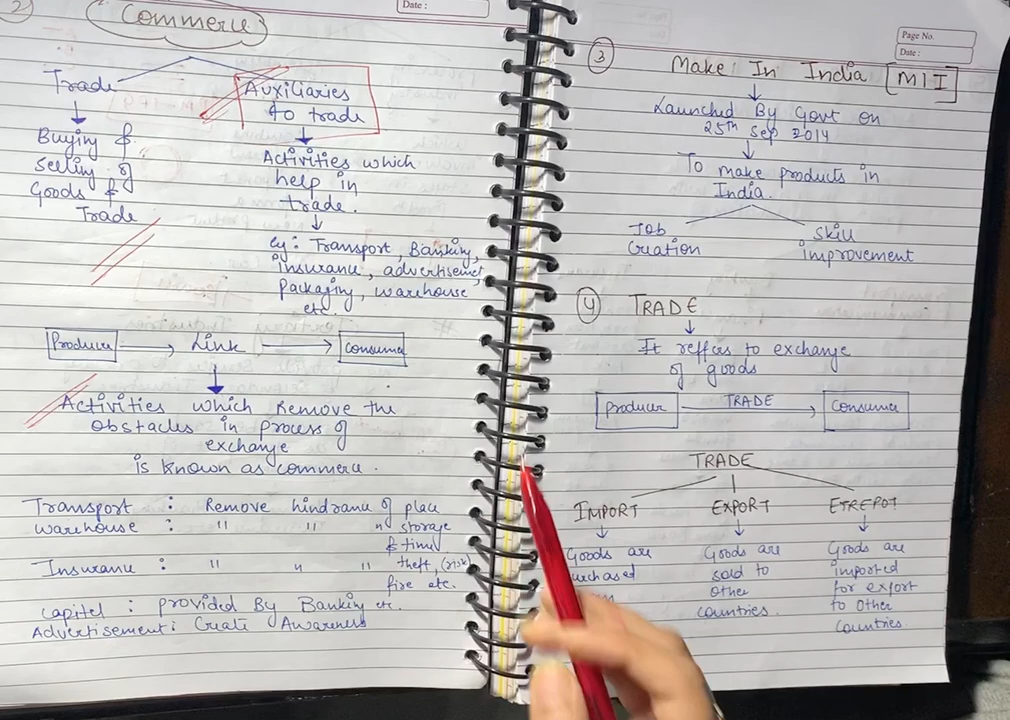 2
Commerce
Date :
Trade
Auxiliaries
to trade
Buying &
Selling of
Goods &
Trade
Activities which
help in
trade.
eg: Transport, Banking,
insurance, advertisement
Packaging, warehouse
etc.
Producer
Link
Consumer
Activities which Remove the
obstacles in process of
exchange
is known as commerce.
Transport : Remove hindrance of place
warehouse : " " " storage
& time
Insurance : " " " theft, (risk)
fire etc.
Capital : provided By Banking etc.
Advertisement : Create Awareness
Page No.
Date :
3
Make In India [MII]
Launched By Govt on
25th Sep 2014
To make products in
India.
Job
Creation
Skill
improvement
4 TRADE
It reffers to exchange
of goods
Producer
TRADE
Consumer
TRADE
IMPORT
EXPORT
ETREPOT
Goods are
Goods are
sold to
other
countries.
Goods are
imported
for export
to other
countries